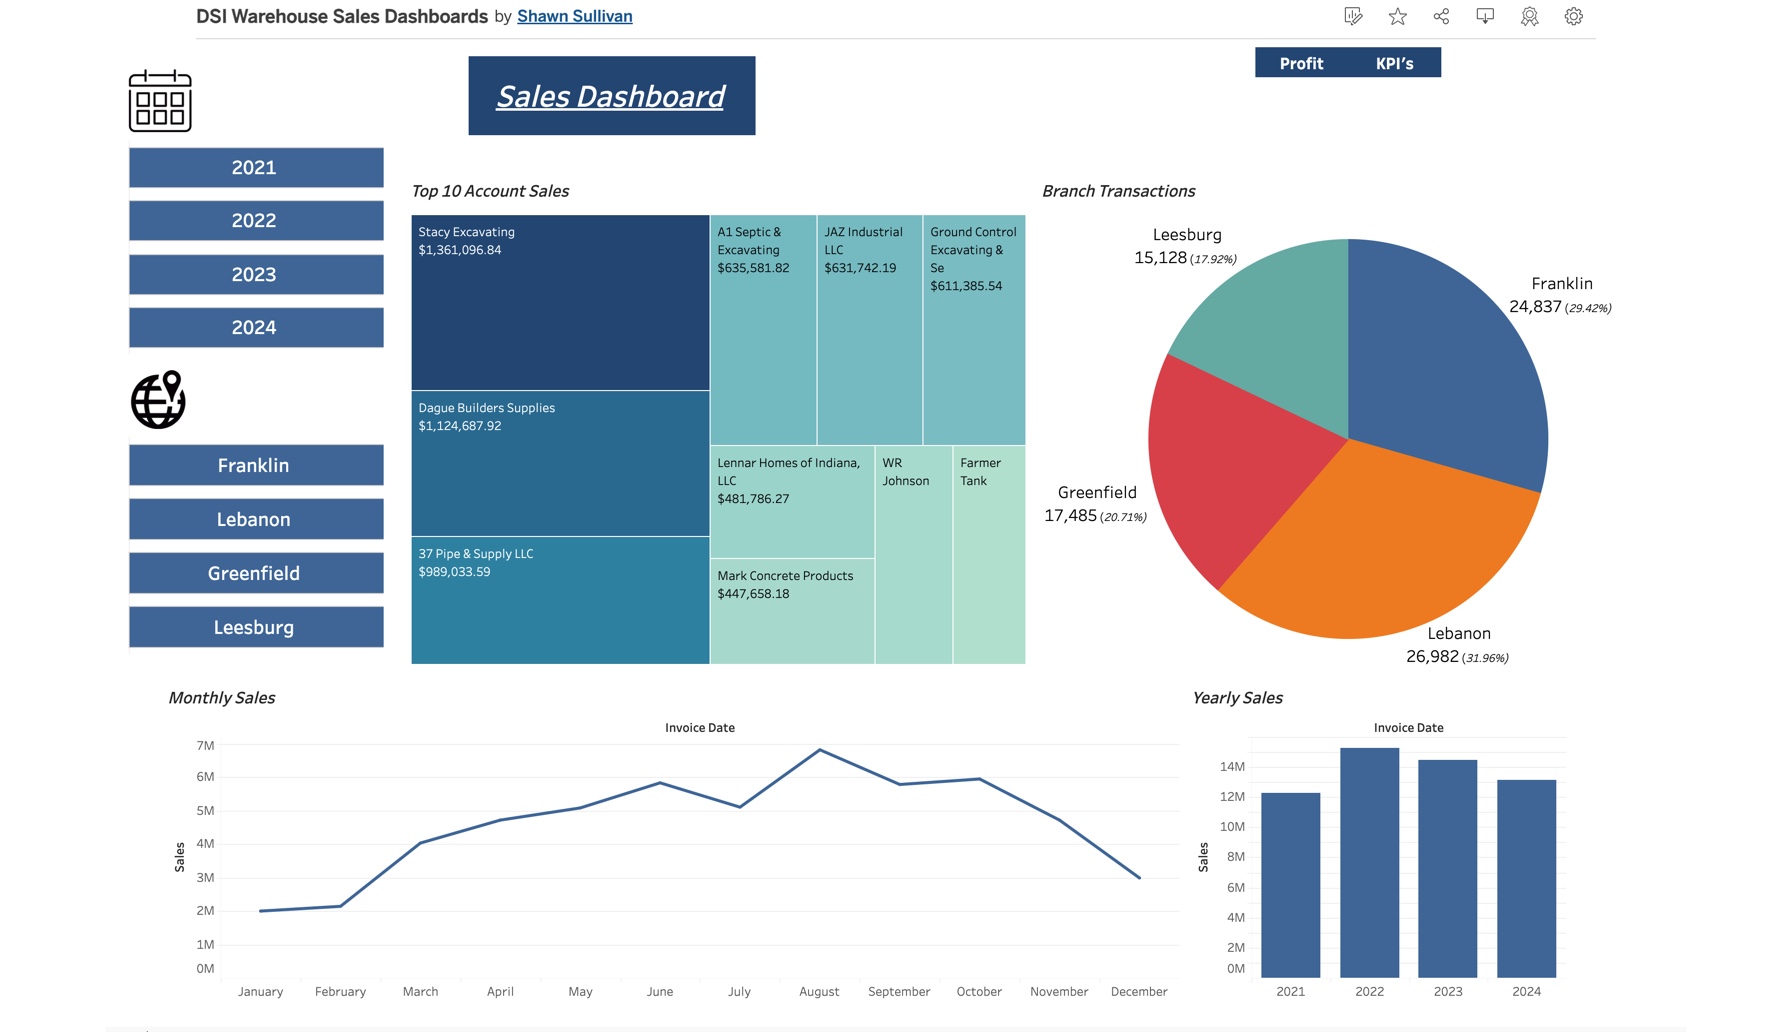 DSI Warehouse Sales Dashboards by Shawn Sullivan
Profit KPI's
Sales Dashboard
2021
2022
2023
2024
Franklin
Lebanon
Greenfield
Leesburg
Top 10 Account Sales
Stacy Excavating
$1,361,096.84
Dague Builders Supplies
$1,124,687.92
37 Pipe & Supply LLC
$989,033.59
A1 Septic &
Excavating
$635,581.82
JAZ Industrial
LLC
$631,742.19
Ground Control
Excavating &
Se
$611,385.54
Lennar Homes of Indiana,
LLC
$481,786.27
Mark Concrete Products
$447,658.18
WR
Johnson
Farmer
Tank
Branch Transactions
Leesburg
15,128 (17.92%)
Franklin
24,837 (29.42%)
Greenfield
17,485 (20.71%)
Lebanon
26,982 (31.96%)
Monthly Sales
Invoice Date
7M
6M
5M
4M
3M
2M
1M
0M
Sales
January February March April May June July August September October November December
Yearly Sales
Invoice Date
14M
12M
10M
8M
6M
4M
2M
0M
Sales
2021 2022 2023 2024